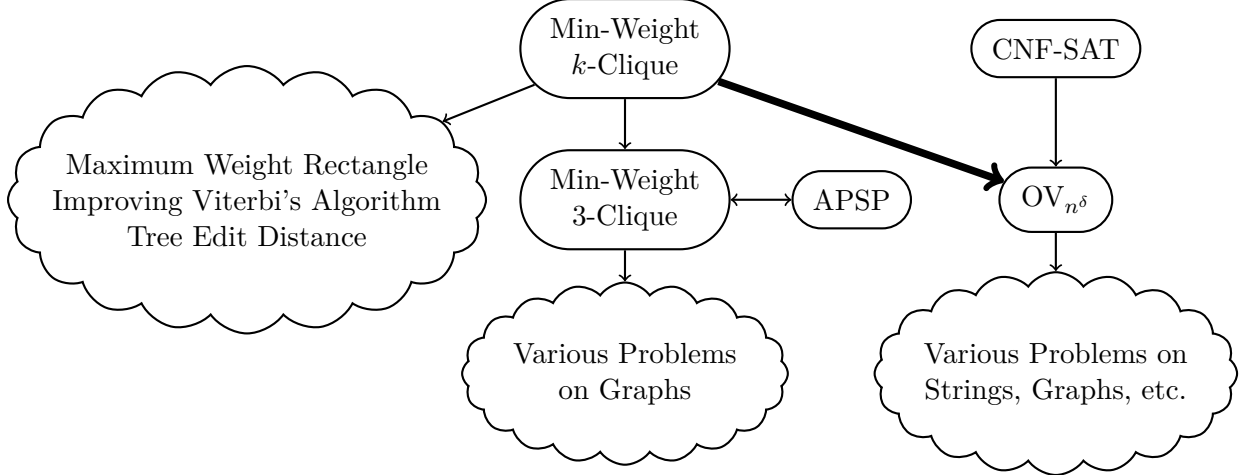 Min-Weight
k-Clique
CNF-SAT
Maximum Weight Rectangle
Improving Viterbi's Algorithm
Tree Edit Distance
Min-Weight
3-Clique
APSP
OV_{n^δ}
Various Problems
on Graphs
Various Problems on
Strings, Graphs, etc.